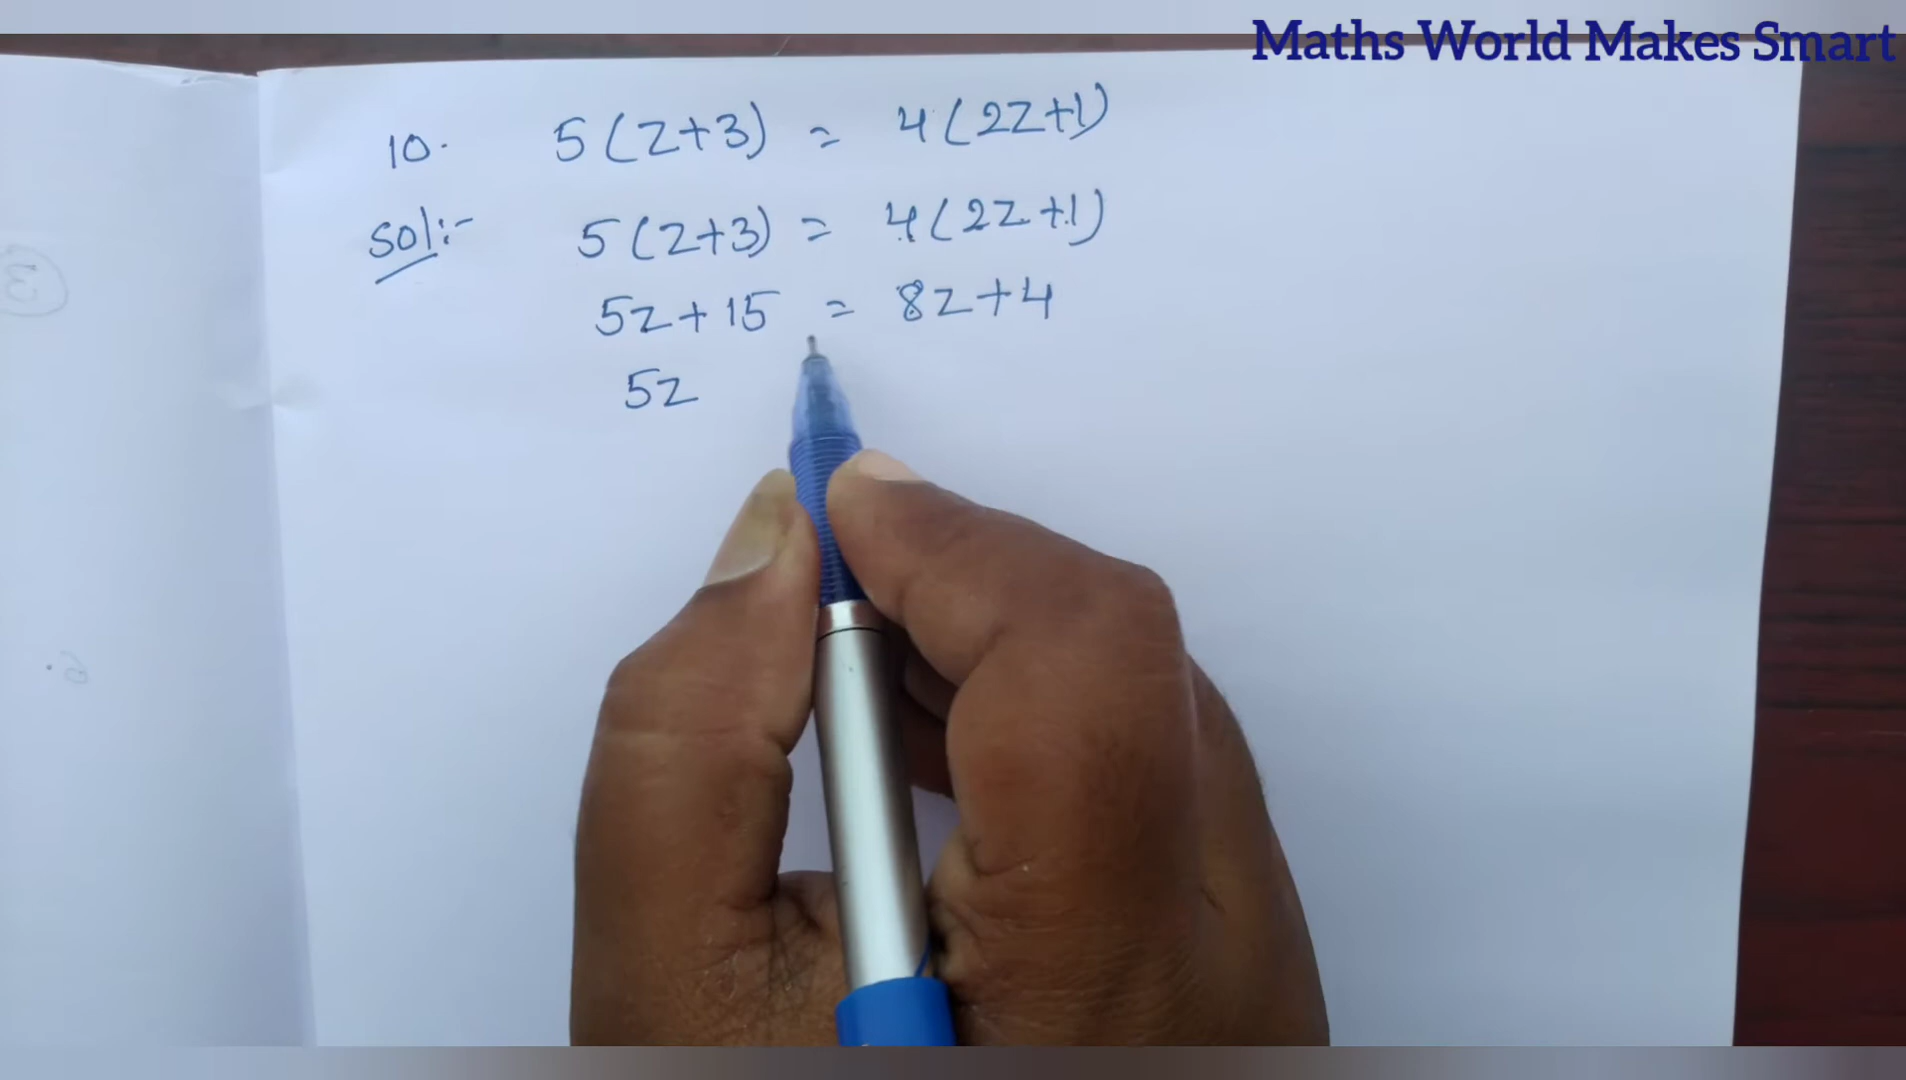 Maths World Makes Smart
10. 5(z+3) = 4(2z+1)
Sol:- 5(z+3) = 4(2z+1)
5z+15 = 8z+4
5z